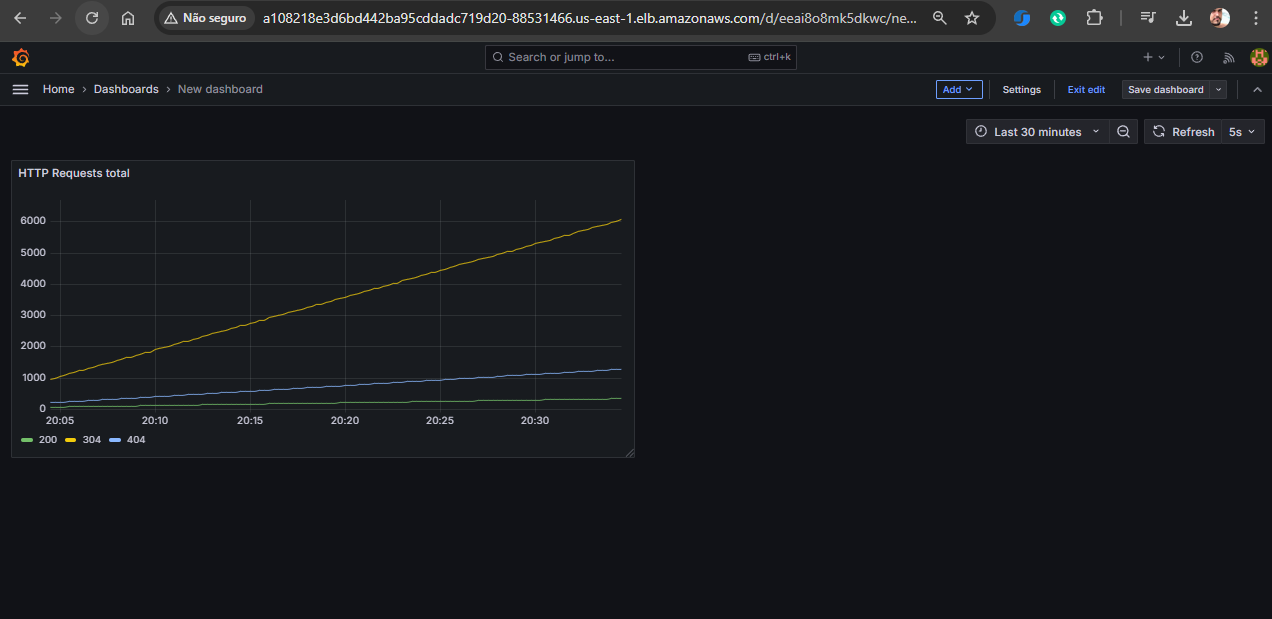 Não seguro a108218e3d6bd442ba95cddadc719d20-88531466.us-east-1.elb.amazonaws.com/d/eeai8o8mk5dkwc/ne...
Search or jump to... ctrl+k
Home › Dashboards › New dashboard Add Settings Exit edit Save dashboard
Last 30 minutes Refresh 5s
HTTP Requests total
6000
5000
4000
3000
2000
1000
0
20:05 20:10 20:15 20:20 20:25 20:30
200 304 404